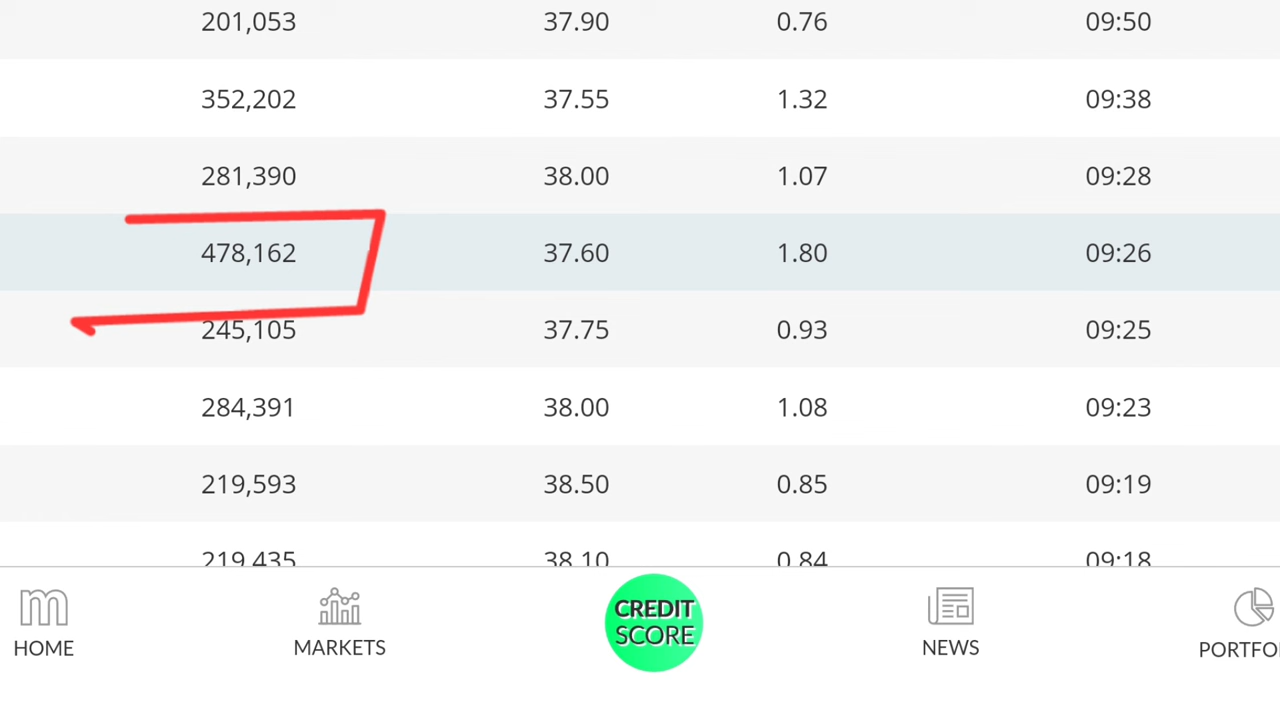 201,053 37.90 0.76 09:50
352,202 37.55 1.32 09:38
281,390 38.00 1.07 09:28
478,162 37.60 1.80 09:26
245,105 37.75 0.93 09:25
284,391 38.00 1.08 09:23
219,593 38.50 0.85 09:19
219,435 38.10 0.84 09:18
m
CREDIT
SCORE
HOME MARKETS NEWS PORTFO